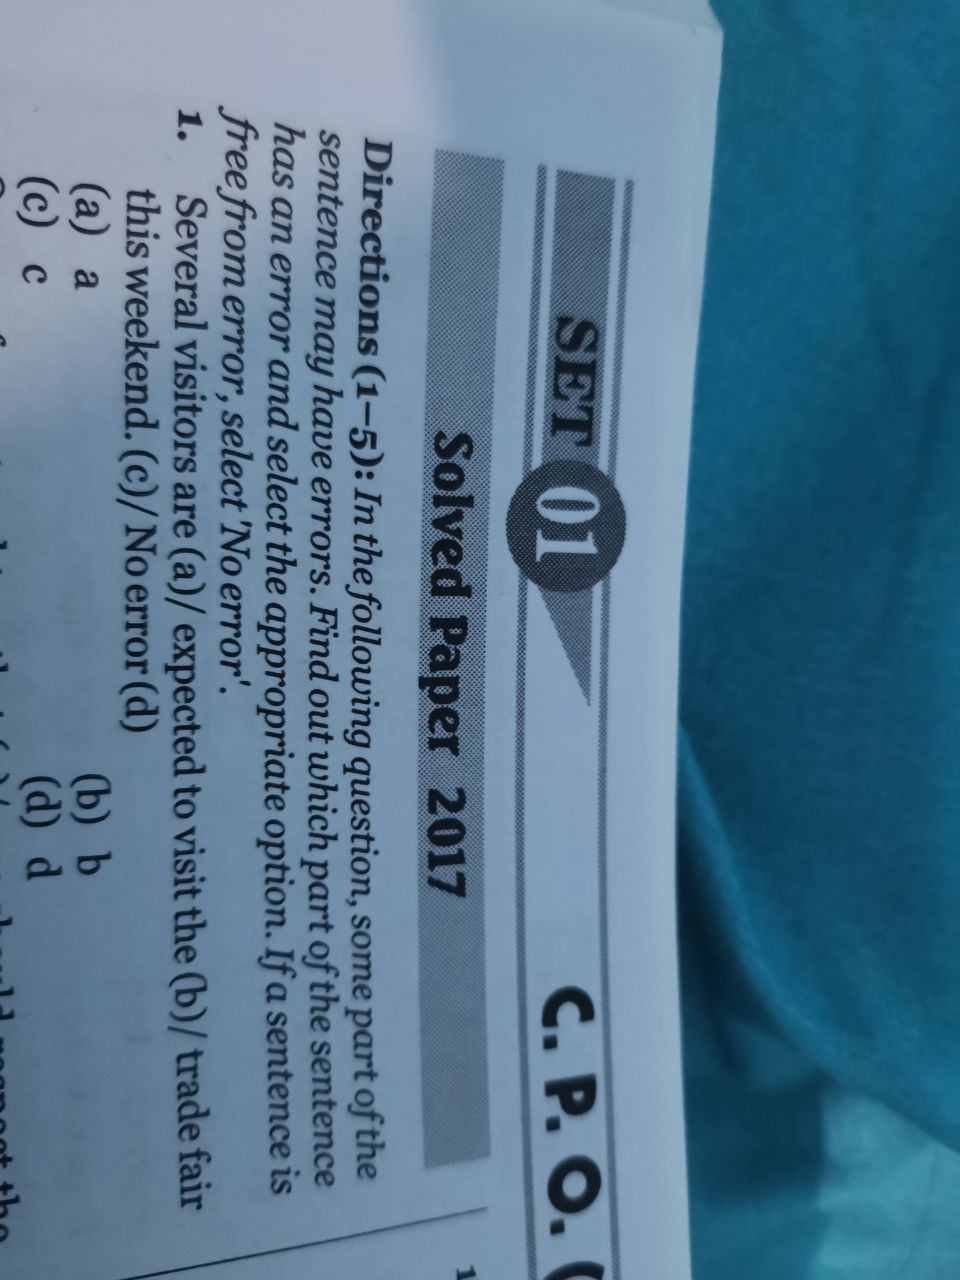 SET 01 C. P. O. (
Solved Paper 2017
Directions (1–5): In the following question, some part of the
sentence may have errors. Find out which part of the sentence
has an error and select the appropriate option. If a sentence is
free from error, select 'No error'.
1. Several visitors are (a)/ expected to visit the (b)/ trade fair
this weekend. (c)/ No error (d)
(a) a (b) b
(c) c (d) d